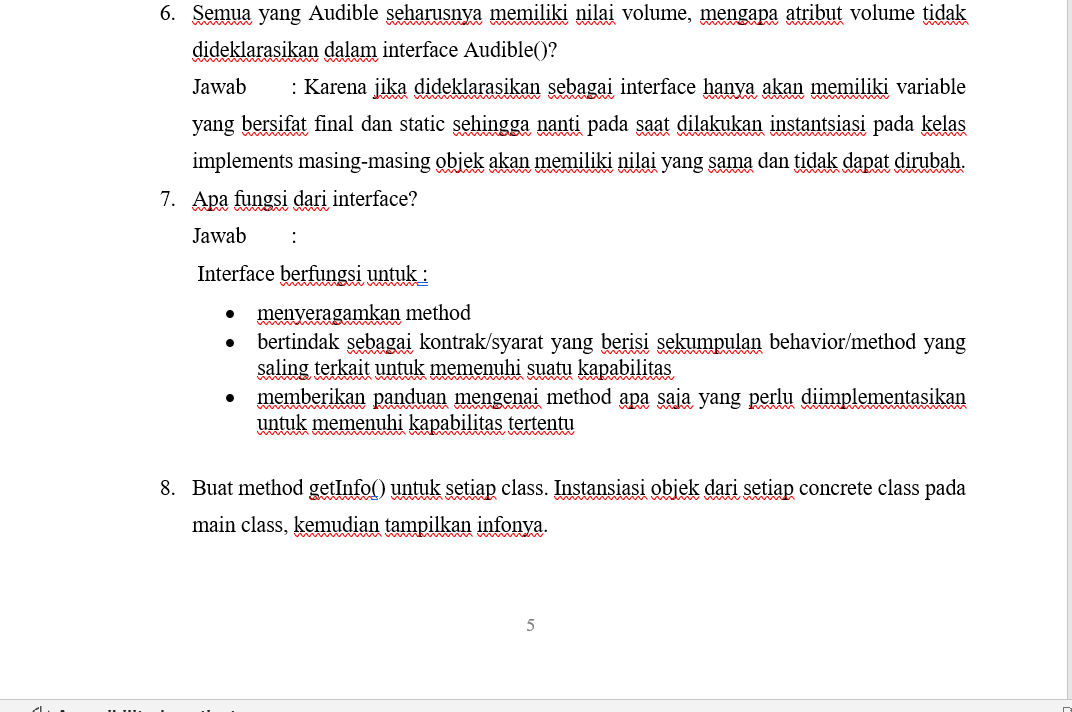 6. Semua yang Audible seharusnya memiliki nilai volume, mengapa atribut volume tidak
dideklarasikan dalam interface Audible()?
Jawab : Karena jika dideklarasikan sebagai interface hanya akan memiliki variable
yang bersifat final dan static sehingga nanti pada saat dilakukan instantsiasi pada kelas
implements masing-masing objek akan memiliki nilai yang sama dan tidak dapat dirubah.
7. Apa fungsi dari interface?
Jawab :
Interface berfungsi untuk :
• menyeragamkan method
• bertindak sebagai kontrak/syarat yang berisi sekumpulan behavior/method yang
saling terkait untuk memenuhi suatu kapabilitas
• memberikan panduan mengenai method apa saja yang perlu diimplementasikan
untuk memenuhi kapabilitas tertentu
8. Buat method getInfo() untuk setiap class. Instansiasi objek dari setiap concrete class pada
main class, kemudian tampilkan infonya.
5